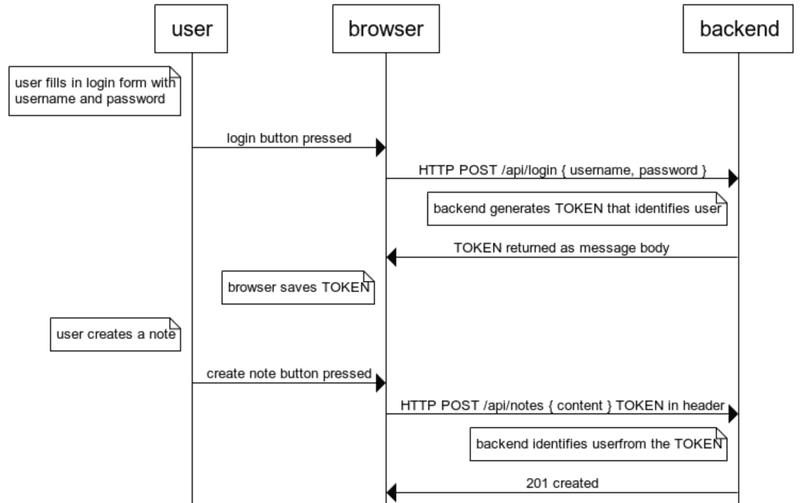 user
browser
backend
user fills in login form with
username and password
login button pressed
HTTP POST /api/login { username, password }
backend generates TOKEN that identifies user
TOKEN returned as message body
browser saves TOKEN
user creates a note
create note button pressed
HTTP POST /api/notes { content } TOKEN in header
backend identifies userfrom the TOKEN
201 created